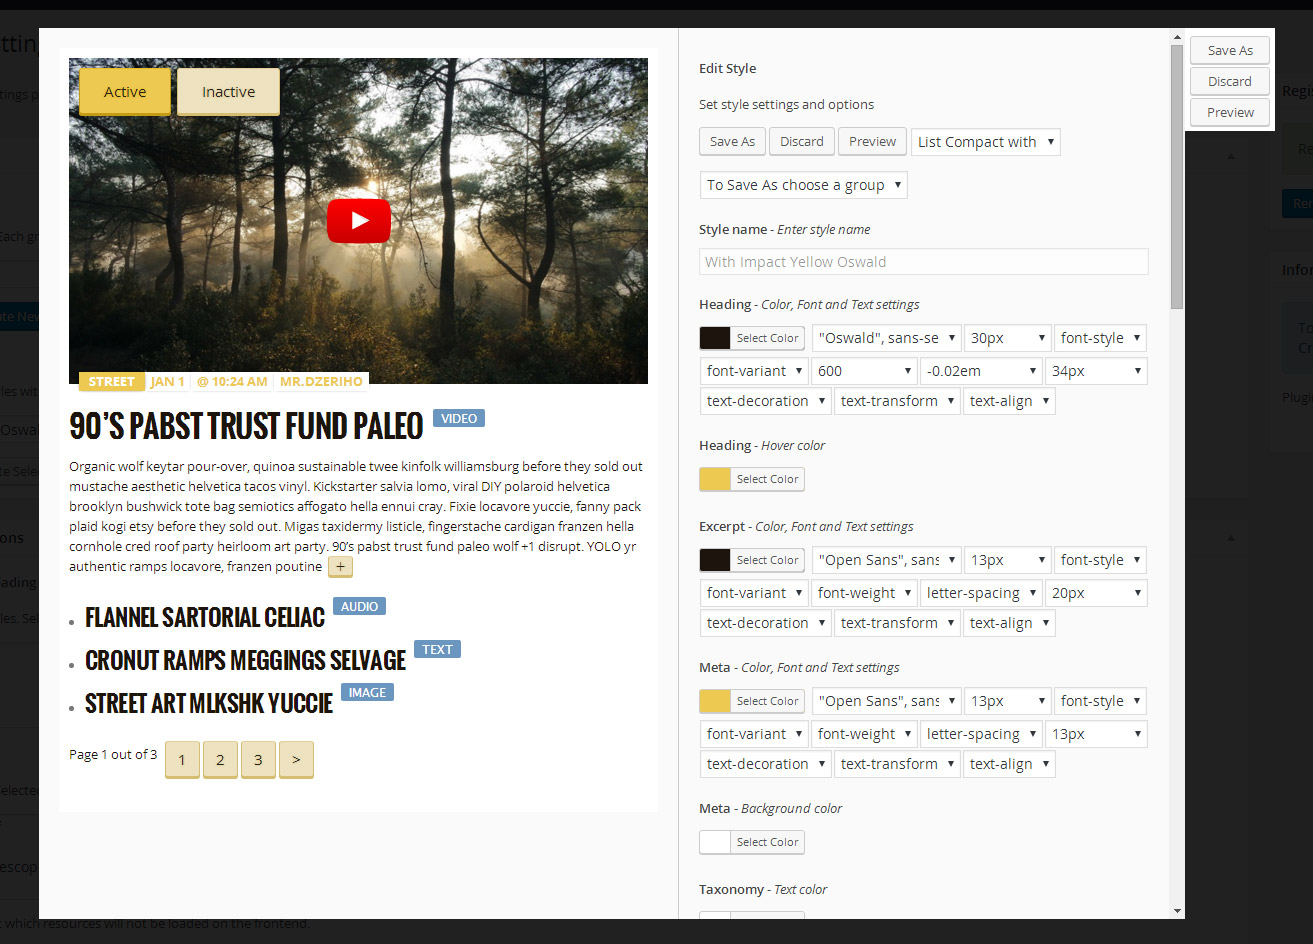 Active
Inactive
STREET JAN 1 @ 10:24 AM MR.DZERIHO
90’S PABST TRUST FUND PALEO VIDEO
Organic wolf keytar pour-over, quinoa sustainable twee kinfolk williamsburg before they sold out
mustache aesthetic helvetica tacos vinyl. Kickstarter salvia lomo, viral DIY polaroid helvetica
brooklyn bushwick tote bag semiotics affogato hella ennui cray. Fixie locavore yuccie, fanny pack
plaid kogi etsy before they sold out. Migas taxidermy listicle, fingerstache cardigan franzen hella
cornhole cred roof party heirloom art party. 90’s pabst trust fund paleo wolf +1 disrupt. YOLO yr
authentic ramps locavore, franzen poutine +
• FLANNEL SARTORIAL CELIAC AUDIO
• CRONUT RAMPS MEGGINGS SELVAGE TEXT
• STREET ART MLKSHK YUCCIE IMAGE
Page 1 out of 3 1 2 3 >
Edit Style
Set style settings and options
Save As Discard Preview List Compact with
To Save As choose a group
Style name - Enter style name
With Impact Yellow Oswald
Heading - Color, Font and Text settings
Select Color "Oswald", sans-se 30px font-style
font-variant 600 -0.02em 34px
text-decoration text-transform text-align
Heading - Hover color
Select Color
Excerpt - Color, Font and Text settings
Select Color "Open Sans", sans 13px font-style
font-variant font-weight letter-spacing 20px
text-decoration text-transform text-align
Meta - Color, Font and Text settings
Select Color "Open Sans", sans 13px font-style
font-variant font-weight letter-spacing 13px
text-decoration text-transform text-align
Meta - Background color
Select Color
Taxonomy - Text color
Save As
Discard
Preview
which resources will not be loaded on the frontend.